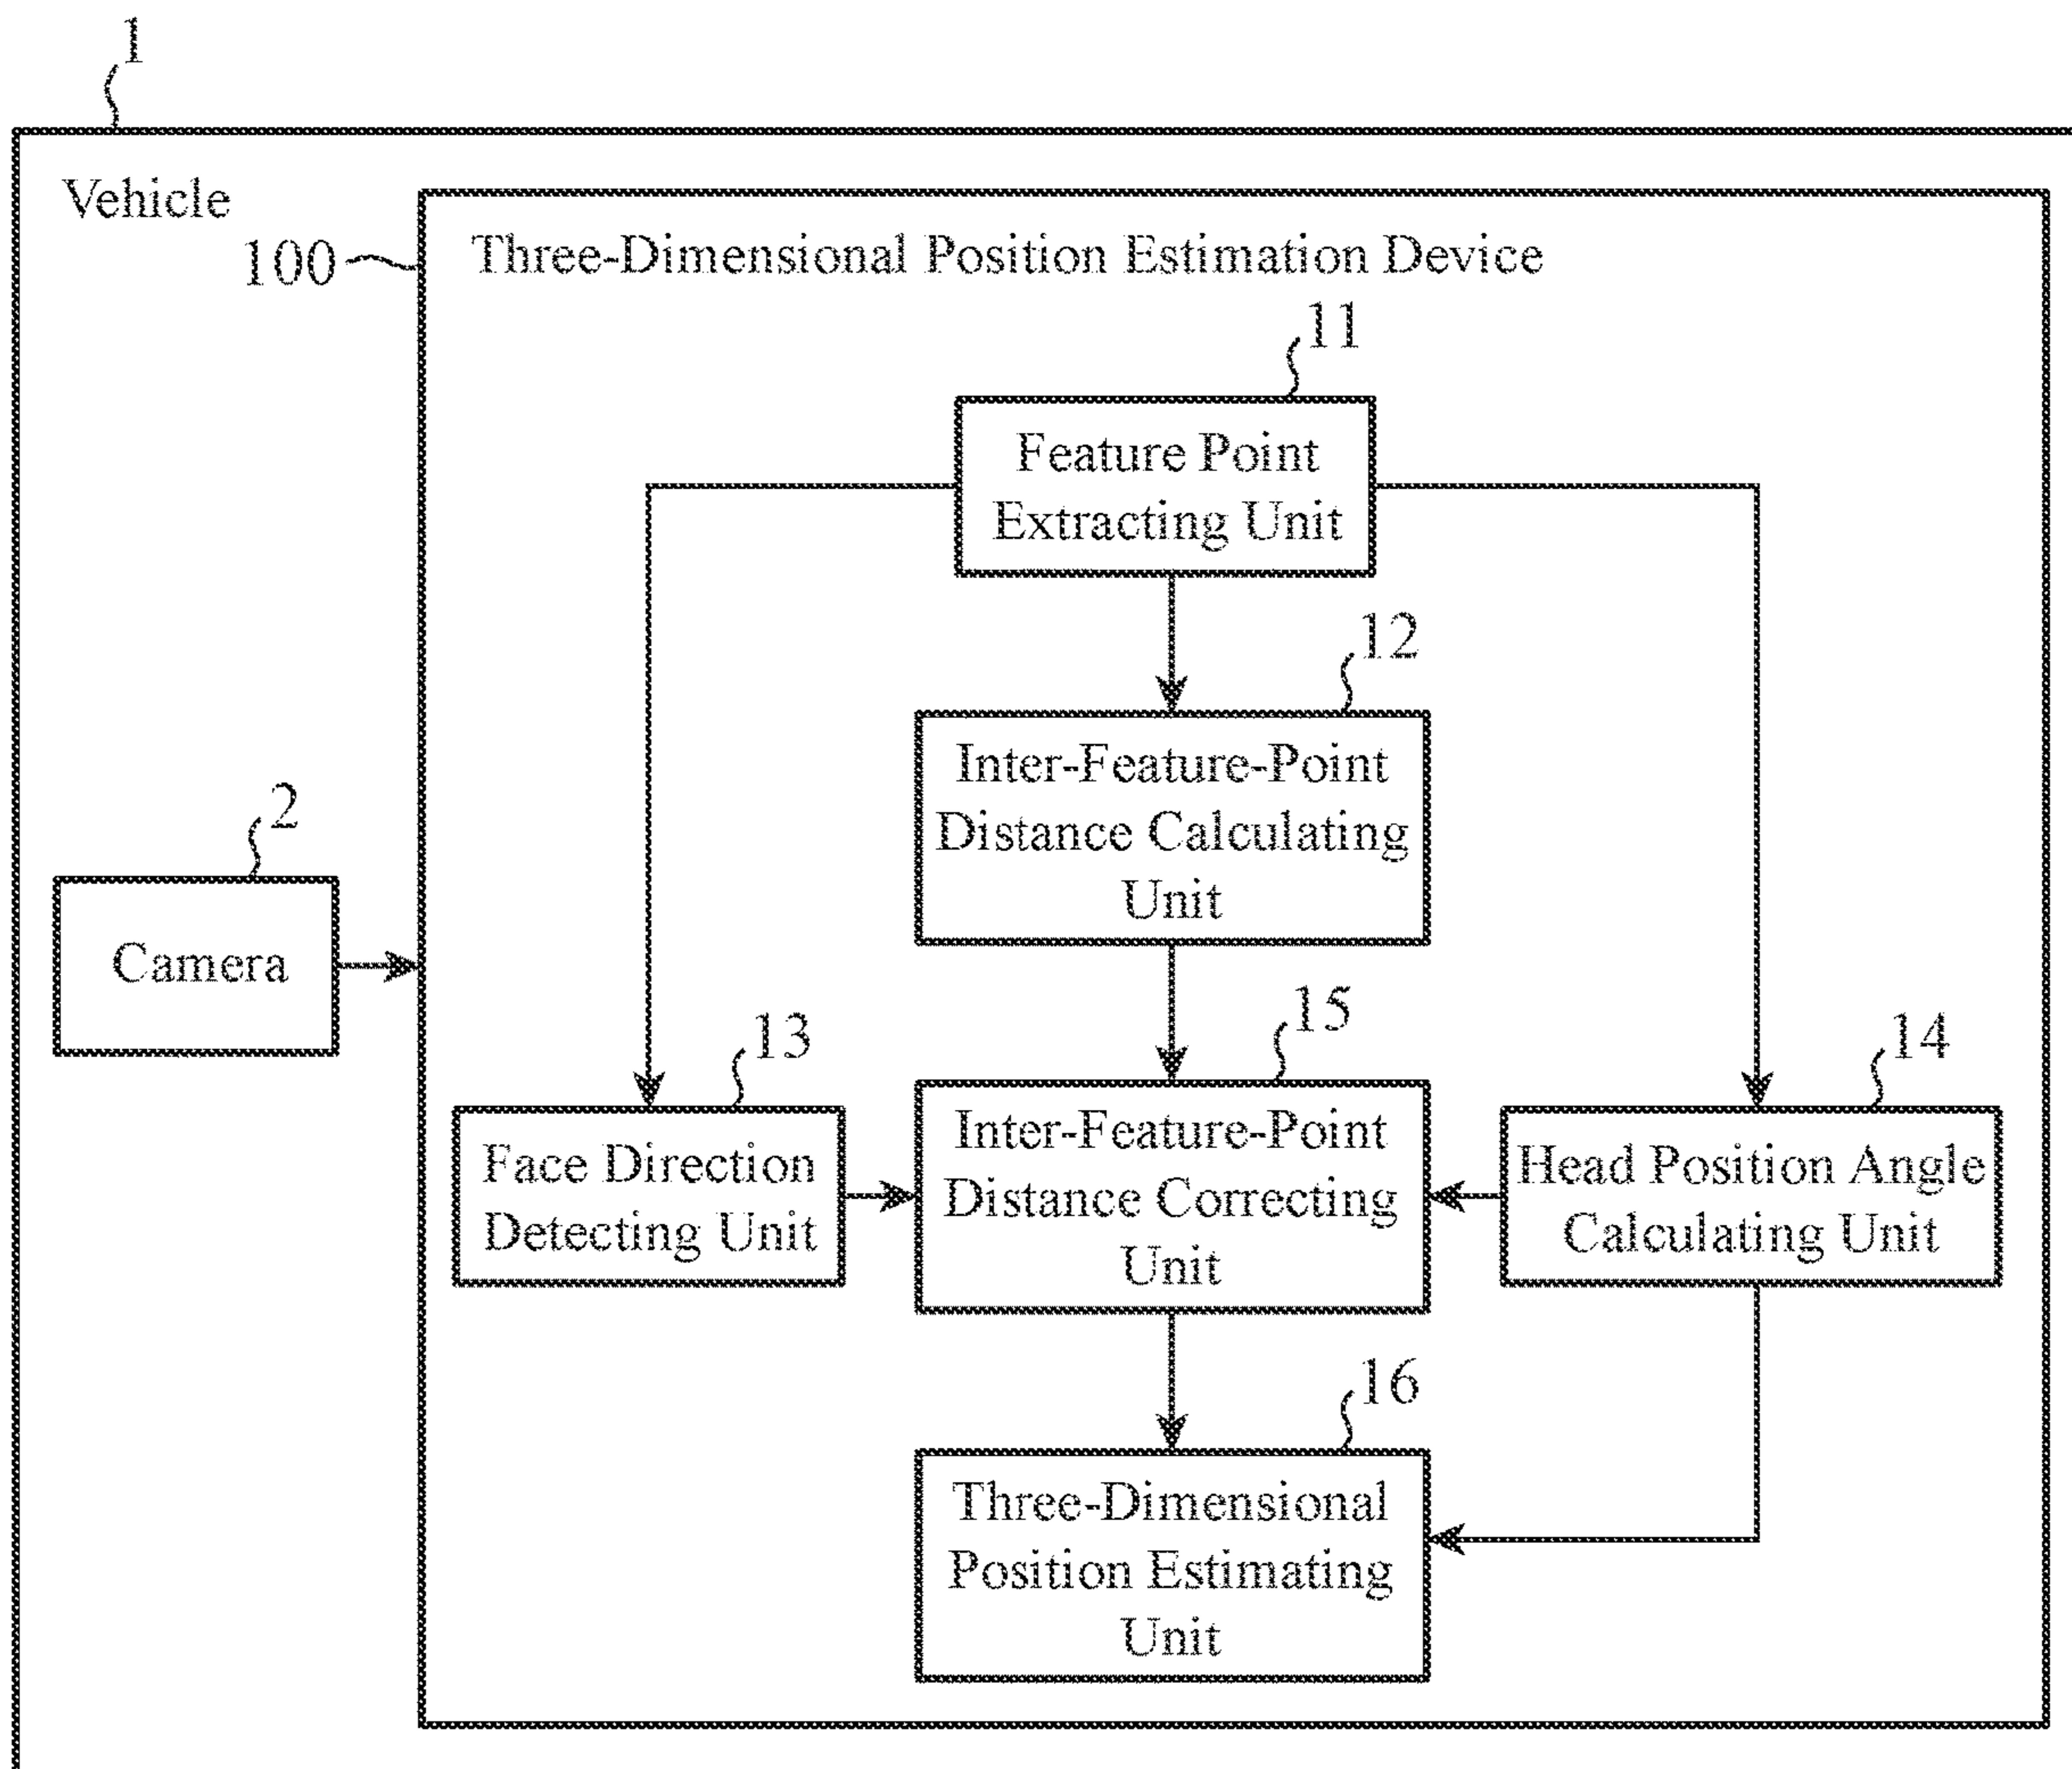 1
Vehicle
100
Three-Dimensional Position Estimation Device
11
Feature Point
Extracting Unit
12
Inter-Feature-Point
Distance Calculating
Unit
2
Camera
13
Face Direction
Detecting Unit
15
Inter-Feature-Point
Distance Correcting
Unit
14
Head Position Angle
Calculating Unit
16
Three-Dimensional
Position Estimating
Unit